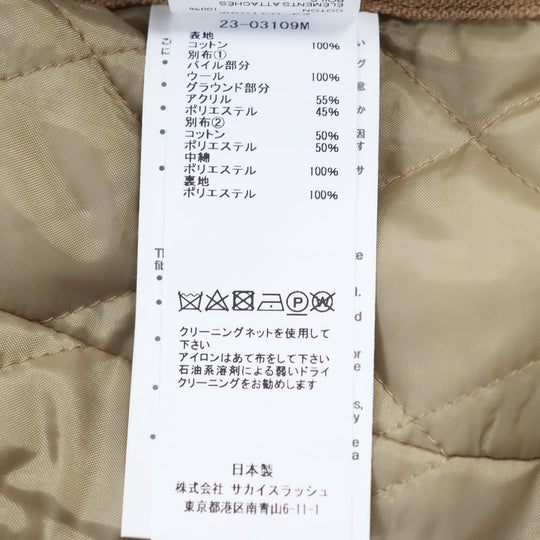 COTON 100%
ÉLÉMENTS ATTACHÉS
23-03109M
表地
コットン 100%
別布①
パイル部分
ウール 100%
グラウンド部分
アクリル 55%
ポリエステル 45%
別布②
コットン 50%
ポリエステル 50%
中綿
ポリエステル 100%
裏地
ポリエステル 100%
クリーニングネットを使用して
下さい
アイロンはあて布をして下さい
石油系溶剤による弱いドライ
クリーニングをお勧めします
日本製
株式会社 サカイスラッシュ
東京都港区南青山6-11-1